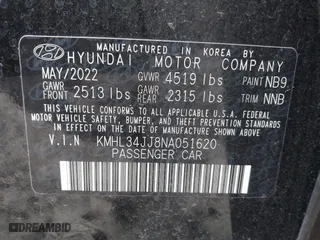 MANUFACTURED IN KOREA BY
HYUNDAI MOTOR COMPANY
MAY/2022 GVWR 4519 lbs PAINT NB9
GAWR FRONT 2513 lbs GAWR REAR 2315 lbs TRIM NNB
THIS VEHICLE CONFORMS TO ALL APPLICABLE
FEDERAL MOTOR VEHICLE SAFETY, BUMPER, AND
THEFT PREVENTION STANDARDS IN EFFECT ON
THE DATE OF MANUFACTURE SHOWN ABOVE.
V.I.N KMHL34JJ8NA051620
PASSENGER CAR